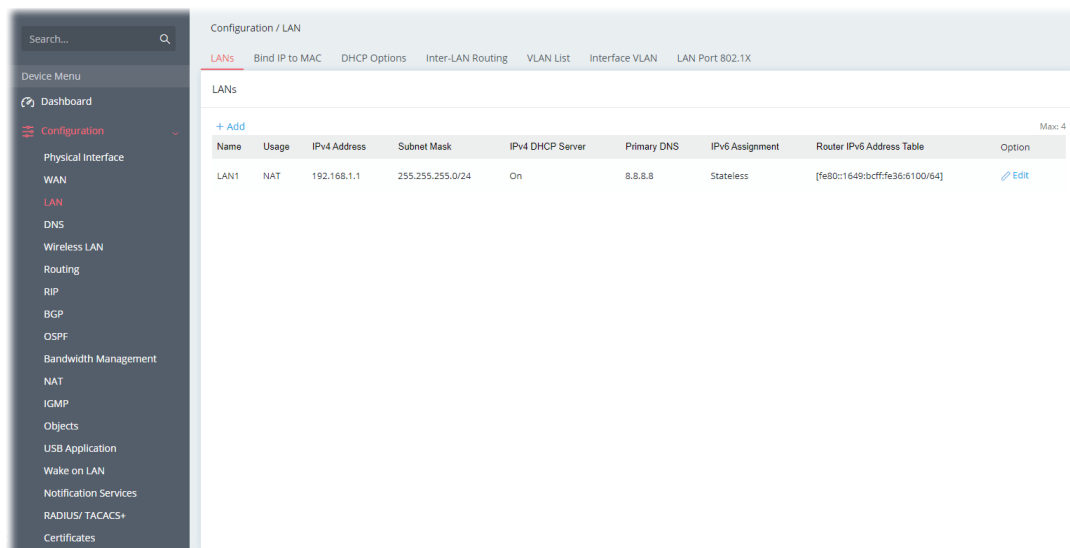 Search...
Device Menu
Dashboard
Configuration
Physical Interface
WAN
LAN
DNS
Wireless LAN
Routing
RIP
BGP
OSPF
Bandwidth Management
NAT
IGMP
Objects
USB Application
Wake on LAN
Notification Services
RADIUS/ TACACS+
Certificates
Configuration / LAN
LANs Bind IP to MAC DHCP Options Inter-LAN Routing VLAN List Interface VLAN LAN Port 802.1X
LANs
+ Add Max: 4
Name Usage IPv4 Address Subnet Mask IPv4 DHCP Server Primary DNS IPv6 Assignment Router IPv6 Address Table Option
LAN1 NAT 192.168.1.1 255.255.255.0/24 On 8.8.8.8 Stateless [fe80::1649:bcff:fe36:6100/64] Edit